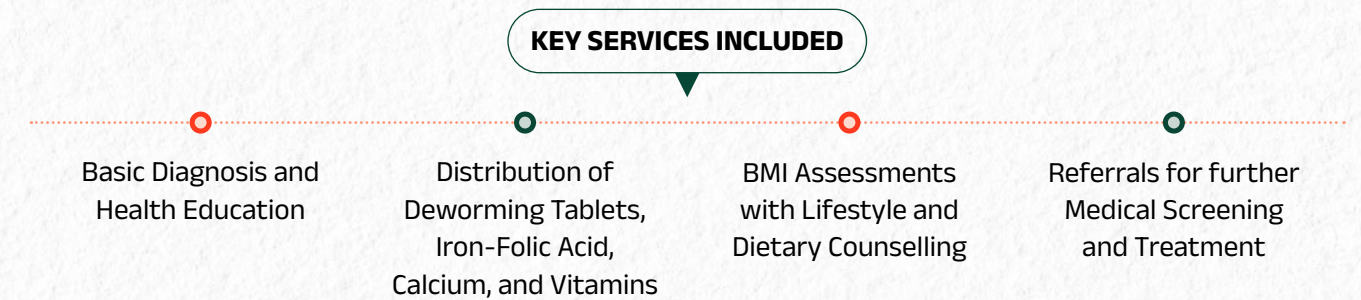 KEY SERVICES INCLUDED
Basic Diagnosis and
Health Education
Distribution of
Deworming Tablets,
Iron-Folic Acid,
Calcium, and Vitamins
BMI Assessments
with Lifestyle and
Dietary Counselling
Referrals for further
Medical Screening
and Treatment